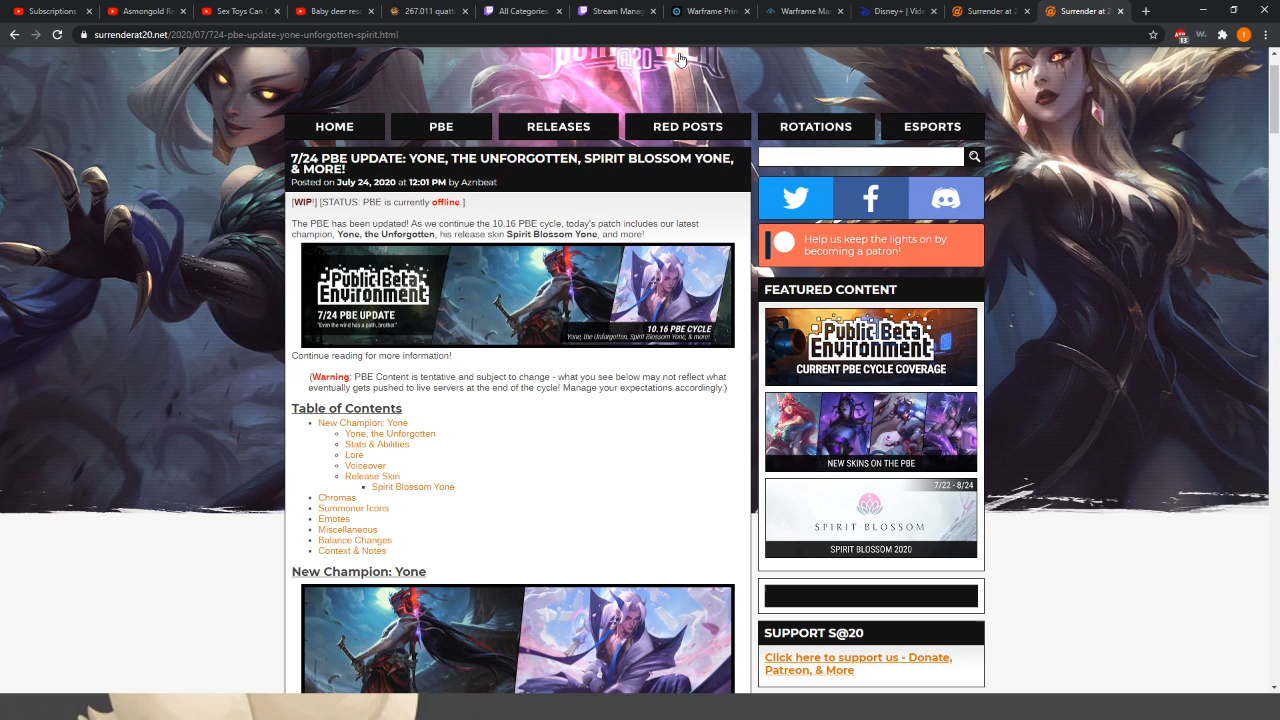 Subscriptions
Asmongold Re
Sex Toys Can
Baby deer resc
267.011 quatt
All Categories
Stream Manag
Warframe Prim
Warframe Mar
Disney+ | Vide
Surrender at 2
Surrender at 2
surrenderat20.net/2020/07/724-pbe-update-yone-unforgotten-spirit.html
@20
HOME
PBE
RELEASES
RED POSTS
ROTATIONS
ESPORTS
7/24 PBE UPDATE: YONE, THE UNFORGOTTEN, SPIRIT BLOSSOM YONE,
& MORE!
Posted on July 24, 2020 at 12:01 PM by Aznbeat
[WIP!] [STATUS: PBE is currently offline.]
The PBE has been updated! As we continue the 10.16 PBE cycle, today's patch includes our latest
champion, Yone, the Unforgotten, his release skin Spirit Blossom Yone, and more!
Public Beta
Environment
7/24 PBE UPDATE
"Even the wind has a path, brother"
10.16 PBE CYCLE
Yone, the Unforgotten, Spirit Blossom Yone, & more!
Continue reading for more information!
(Warning: PBE Content is tentative and subject to change - what you see below may not reflect what
eventually gets pushed to live servers at the end of the cycle! Manage your expectations accordingly.)
Table of Contents
New Champion: Yone
Yone, the Unforgotten
Stats & Abilities
Lore
Voiceover
Release Skin
Spirit Blossom Yone
Chromas
Summoner Icons
Emotes
Miscellaneous
Balance Changes
Context & Notes
New Champion: Yone
Help us keep the lights on by
becoming a patron!
FEATURED CONTENT
Public Beta
Environment
CURRENT PBE CYCLE COVERAGE
NEW SKINS ON THE PBE
7/22 - 8/24
SPIRIT BLOSSOM
SPIRIT BLOSSOM 2020
SUPPORT S@20
Click here to support us - Donate,
Patreon, & More